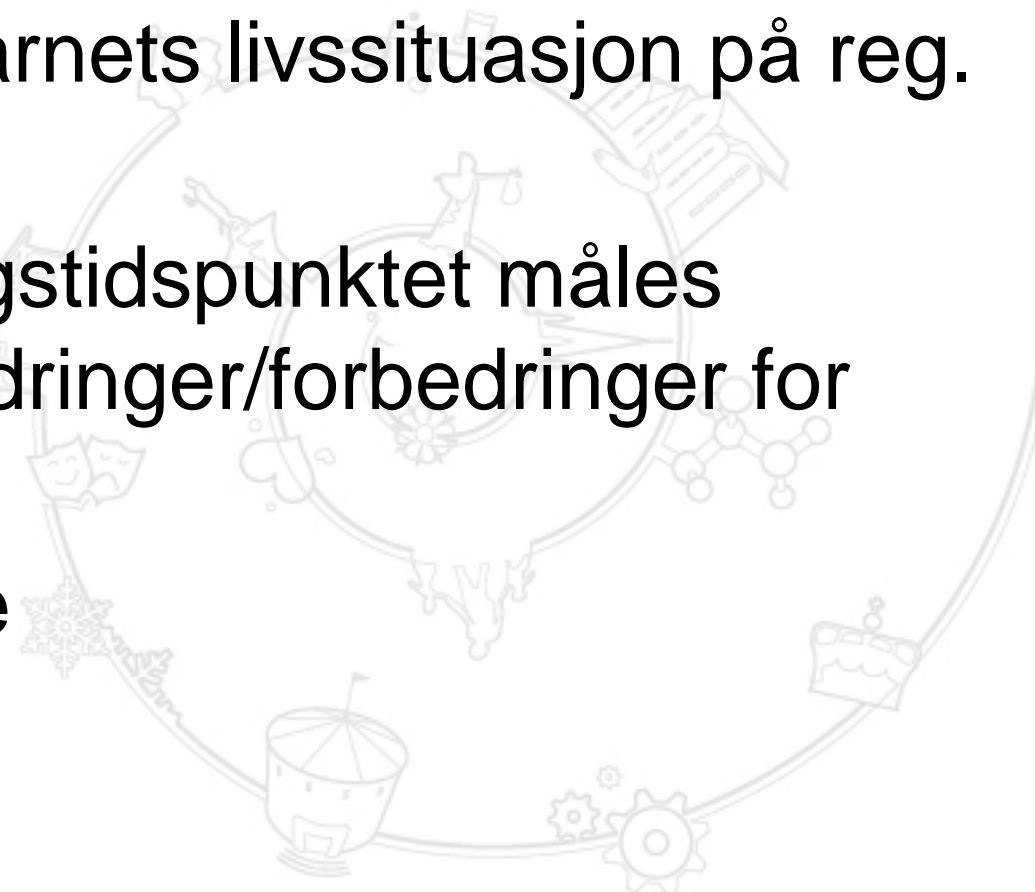 arnets livssituasjon på reg.
gstidspunktet måles
dringer/forbedringer for
e